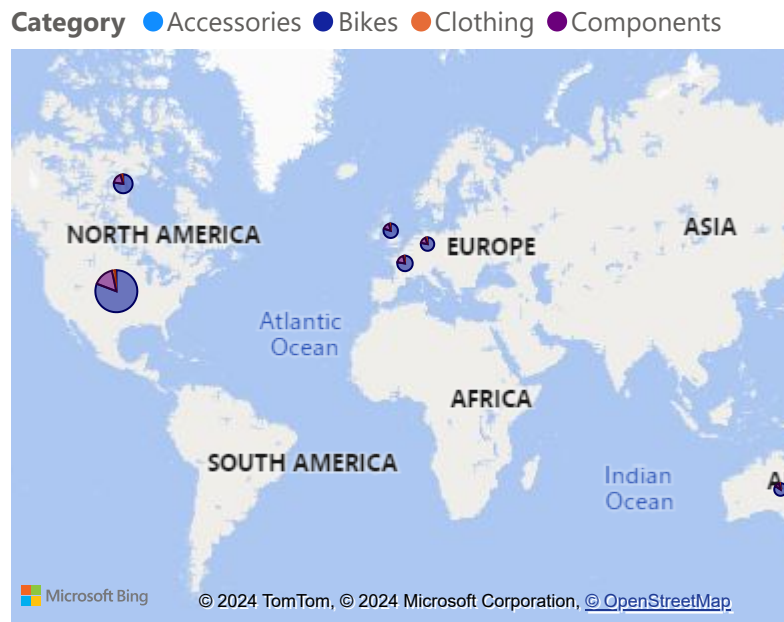 Category Accessories Bikes Clothing Components
NORTH AMERICA
ASIA
EUROPE
Atlantic
Ocean
AFRICA
SOUTH AMERICA
Indian
Ocean
A
Microsoft Bing
© 2024 TomTom, © 2024 Microsoft Corporation, © OpenStreetMap